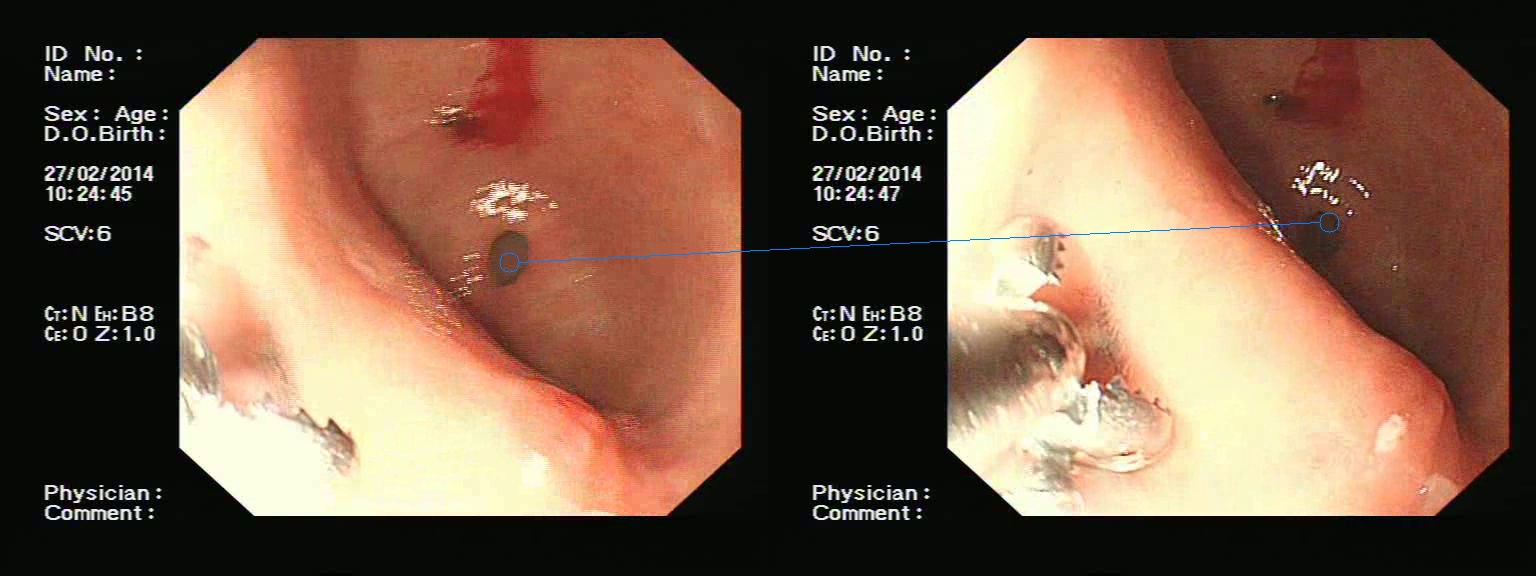 ID No. :
Name:
Sex: Age:
D.O.Birth:
27/02/2014
10:24:45
SCV:6
CT:N EH:B8
CE:0 Z:1.0
Physician:
Comment:
ID No. :
Name:
Sex: Age:
D.O.Birth:
27/02/2014
10:24:47
SCV:6
CT:N EH:B8
CE:0 Z:1.0
Physician:
Comment: